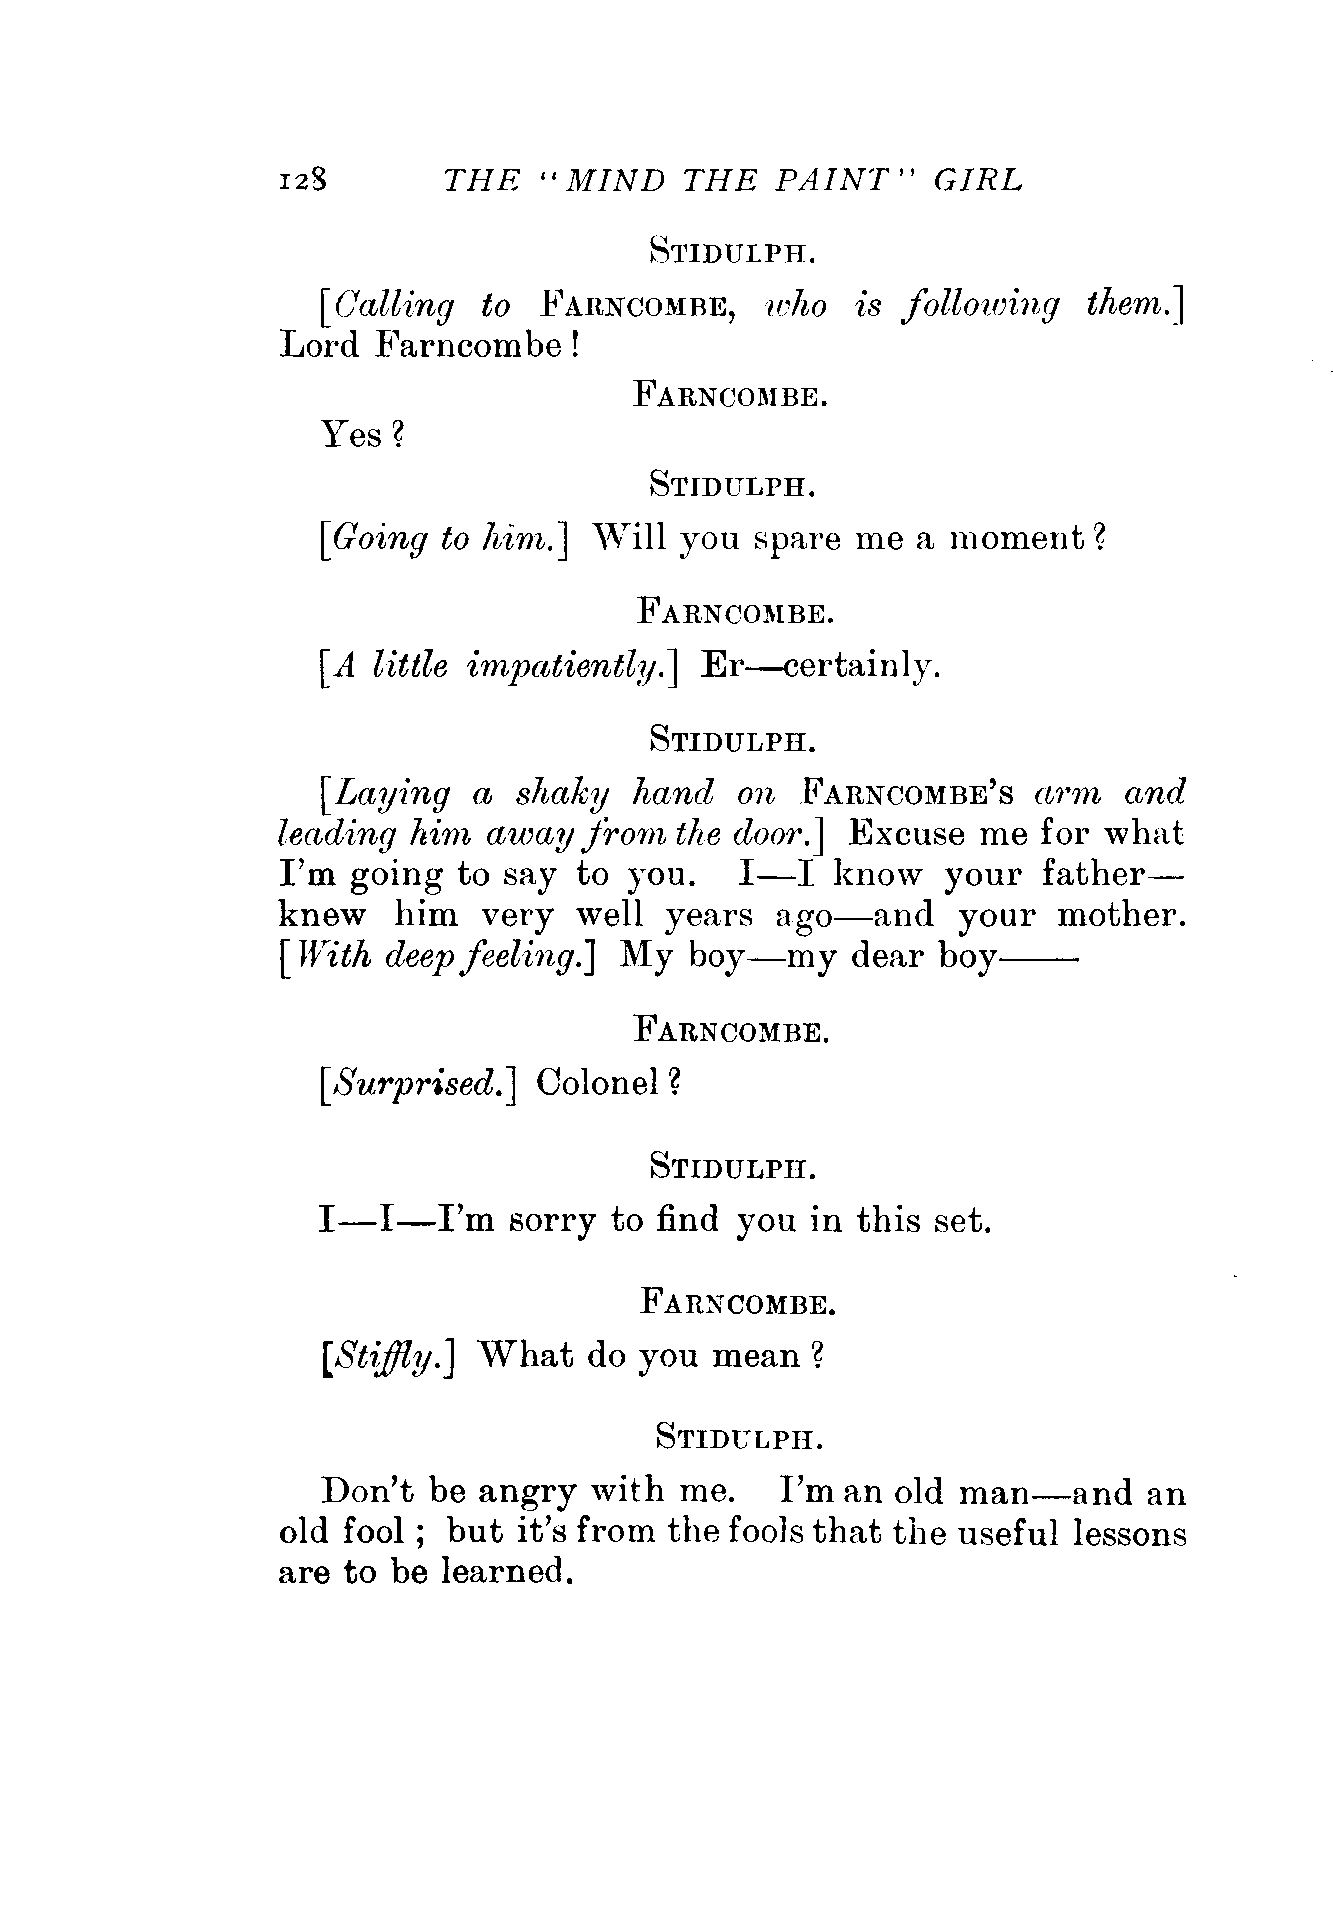 128 THE "MIND THE PAINT" GIRL
STIDULPH.
[Calling to FARNCOMBE, who is following them.]
Lord Farncombe!
FARNCOMBE.
Yes?
STIDULPH.
[Going to him.] Will you spare me a moment?
FARNCOMBE.
[A little impatiently.] Er—certainly.
STIDULPH.
[Laying a shaky hand on FARNCOMBE'S arm and
leading him away from the door.] Excuse me for what
I'm going to say to you. I—I know your father—
knew him very well years ago—and your mother.
[With deep feeling.] My boy—my dear boy——
FARNCOMBE.
[Surprised.] Colonel?
STIDULPH.
I—I—I'm sorry to find you in this set.
FARNCOMBE.
[Stiffly.] What do you mean?
STIDULPH.
Don't be angry with me. I'm an old man—and an
old fool; but it's from the fools that the useful lessons
are to be learned.